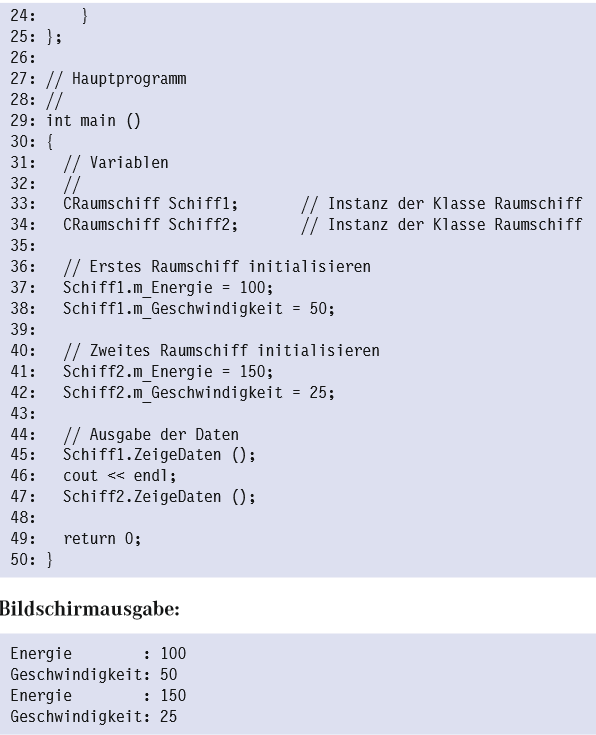 24:     }
25: };
26:
27: // Hauptprogramm
28: //
29: int main ()
30: {
31:   // Variablen
32:   //
33:   CRaumschiff Schiff1;       // Instanz der Klasse Raumschiff
34:   CRaumschiff Schiff2;       // Instanz der Klasse Raumschiff
35:
36:   // Erstes Raumschiff initialisieren
37:   Schiff1.m_Energie = 100;
38:   Schiff1.m_Geschwindigkeit = 50;
39:
40:   // Zweites Raumschiff initialisieren
41:   Schiff2.m_Energie = 150;
42:   Schiff2.m_Geschwindigkeit = 25;
43:
44:   // Ausgabe der Daten
45:   Schiff1.ZeigeDaten ();
46:   cout << endl;
47:   Schiff2.ZeigeDaten ();
48:
49:   return 0;
50: }
Bildschirmausgabe:
Energie        : 100
Geschwindigkeit: 50
Energie        : 150
Geschwindigkeit: 25